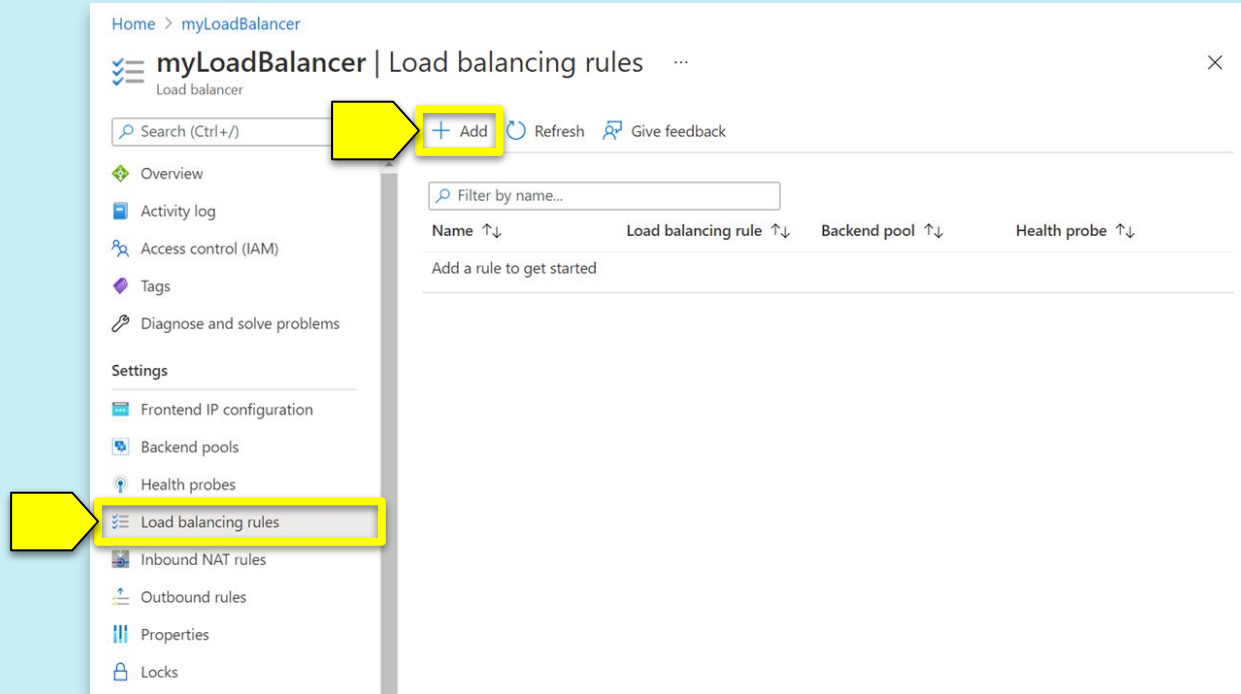 Home > myLoadBalancer
myLoadBalancer | Load balancing rules ...
Load balancer
Search (Ctrl+/)
Add Refresh Give feedback
Overview
Activity log
Access control (IAM)
Tags
Diagnose and solve problems
Settings
Frontend IP configuration
Backend pools
Health probes
Load balancing rules
Inbound NAT rules
Outbound rules
Properties
Locks
Filter by name...
Name ↑↓ Load balancing rule ↑↓ Backend pool ↑↓ Health probe ↑↓
Add a rule to get started